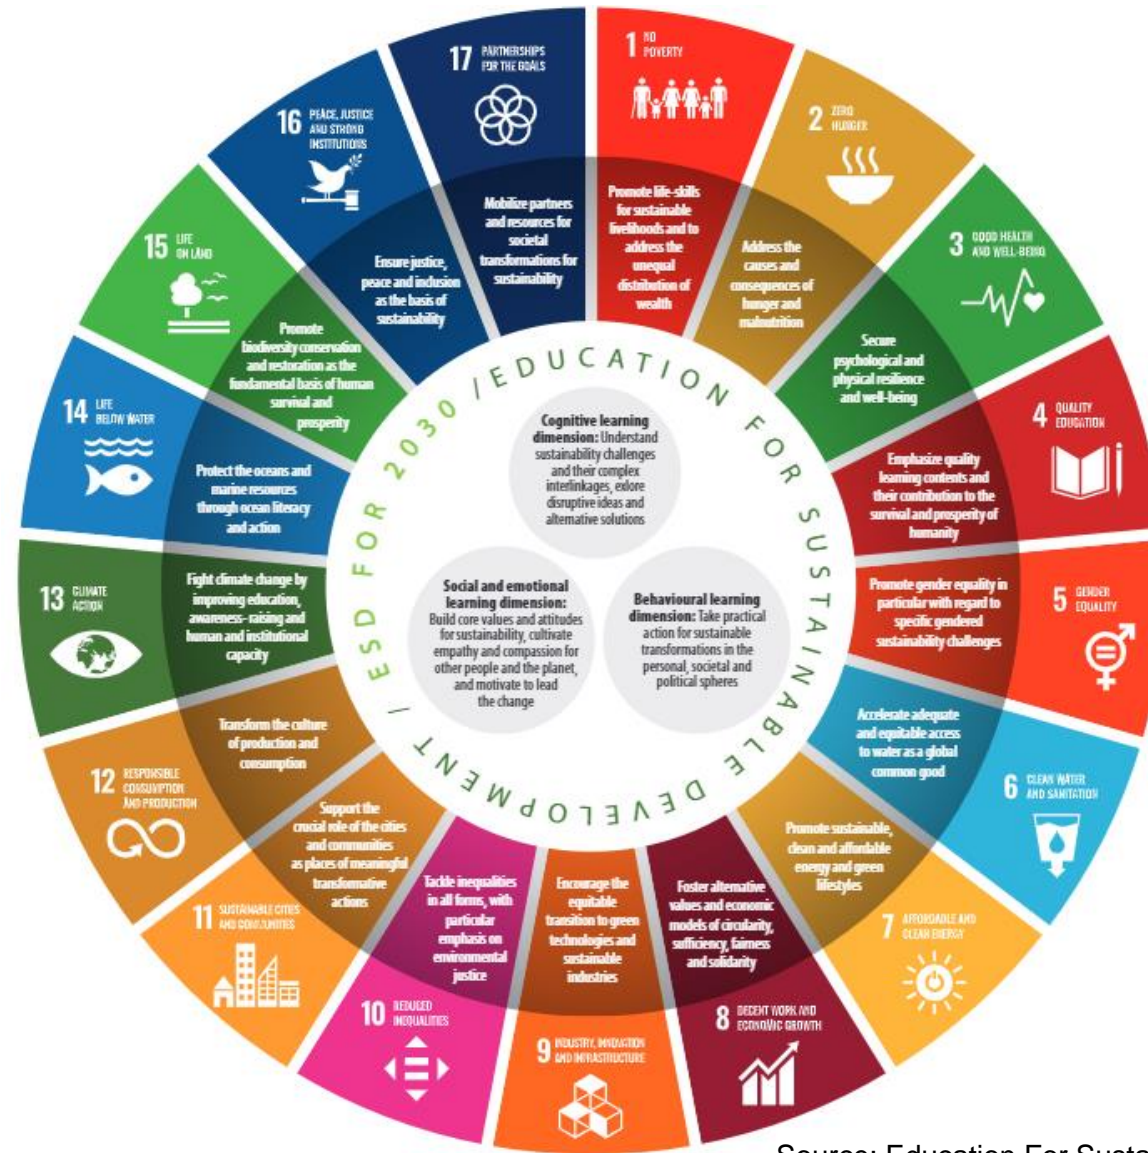 1 NO
POVERTY
Promote life-skills
for sustainable
livelihoods and to
address the
unequal
distribution of
wealth
2 ZERO
HUNGER
Address the
causes and
consequences of
hunger and
malnutrition
3 GOOD HEALTH
AND WELL-BEING
Secure
psychological and
physical resilience
and well-being
4 QUALITY
EDUCATION
Emphasize quality
learning contents and
their contribution to the
survival and prosperity of
humanity
5 GENDER
EQUALITY
Promote gender equality in
particular with regard to
specific gendered
sustainability challenges
6 CLEAN WATER
AND SANITATION
Accelerate adequate
and equitable access
to water as a global
common good
7 AFFORDABLE AND
CLEAN ENERGY
Promote sustainable,
clean and affordable
energy and green
lifestyles
8 DECENT WORK AND
ECONOMIC GROWTH
Foster alternative
values and economic
models of circularity,
sufficiency, fairness
and solidarity
9 INDUSTRY, INNOVATION
AND INFRASTRUCTURE
Encourage the
equitable
transition to green
technologies and
sustainable
industries
10 REDUCED
INEQUALITIES
Tackle inequalities
in all forms, with
particular
emphasis on
environmental
justice
11 SUSTAINABLE CITIES
AND COMMUNITIES
Support the
crucial role of the cities
and communities
as places of meaningful
transformative
actions
12 RESPONSIBLE
CONSUMPTION
AND PRODUCTION
Transform the culture
of production and
consumption
13 CLIMATE
ACTION
Fight climate change by
improving education,
awareness-raising and
human and institutional
capacity
14 LIFE
BELOW WATER
Protect the oceans and
marine resources
through ocean literacy
and action
15 LIFE
ON LAND
Promote
biodiversity conservation
and restoration as the
fundamental basis of human
survival and
prosperity
16 PEACE, JUSTICE
AND STRONG
INSTITUTIONS
Ensure justice,
peace and inclusion
as the basis of
sustainability
17 PARTNERSHIPS
FOR THE GOALS
Mobilize partners
and resources for
societal
transformations for
sustainability
/ EDUCATION FOR SUSTAINABLE DEVELOPMENT / ESD FOR 2030
Cognitive learning
dimension: Understand
sustainability challenges
and their complex
interlinkages, exlore
disruptive ideas and
alternative solutions
Social and emotional
learning dimension:
Build core values and attitudes
for sustainability, cultivate
empathy and compassion for
other people and the planet,
and motivate to lead
the change
Behavioural learning
dimension: Take practical
action for sustainable
transformations in the
personal, societal and
political spheres
Source: Education For